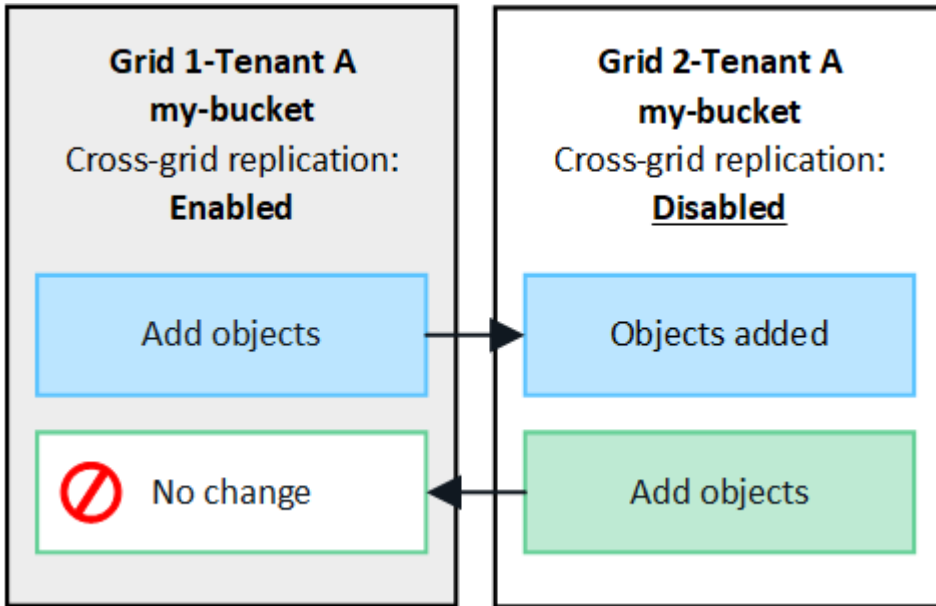 Grid 1-Tenant A
my-bucket
Cross-grid replication:
Enabled
Add objects
No change
Grid 2-Tenant A
my-bucket
Cross-grid replication:
Disabled
Objects added
Add objects